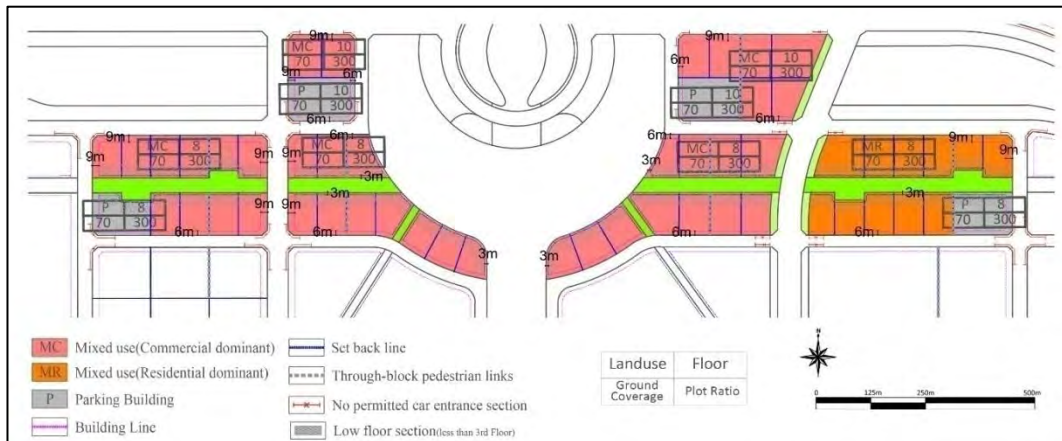 9m
MC 10
70 300
9m 6m
P 10
70 300
6m
9m
MC 10
6m 70 300
P 10
70 300
6m
9m
MC 8
9m 70 300 9m
6m
MC 8
70 300
3m
3m
6m
MC 8
3m 70 300
MR 8
70 300
9m
9m
3m
P 8
70 300
6m
9m
3m
3m
6m
6m
P 8
70 300
MC Mixed use(Commercial dominant)
MR Mixed use(Residential dominant)
P Parking Building
Building Line
Set back line
Through-block pedestrian links
No permitted car entrance section
Low floor section(less than 3rd Floor)
Landuse Floor
Ground Coverage Plot Ratio
N
0 125m 250m 500m